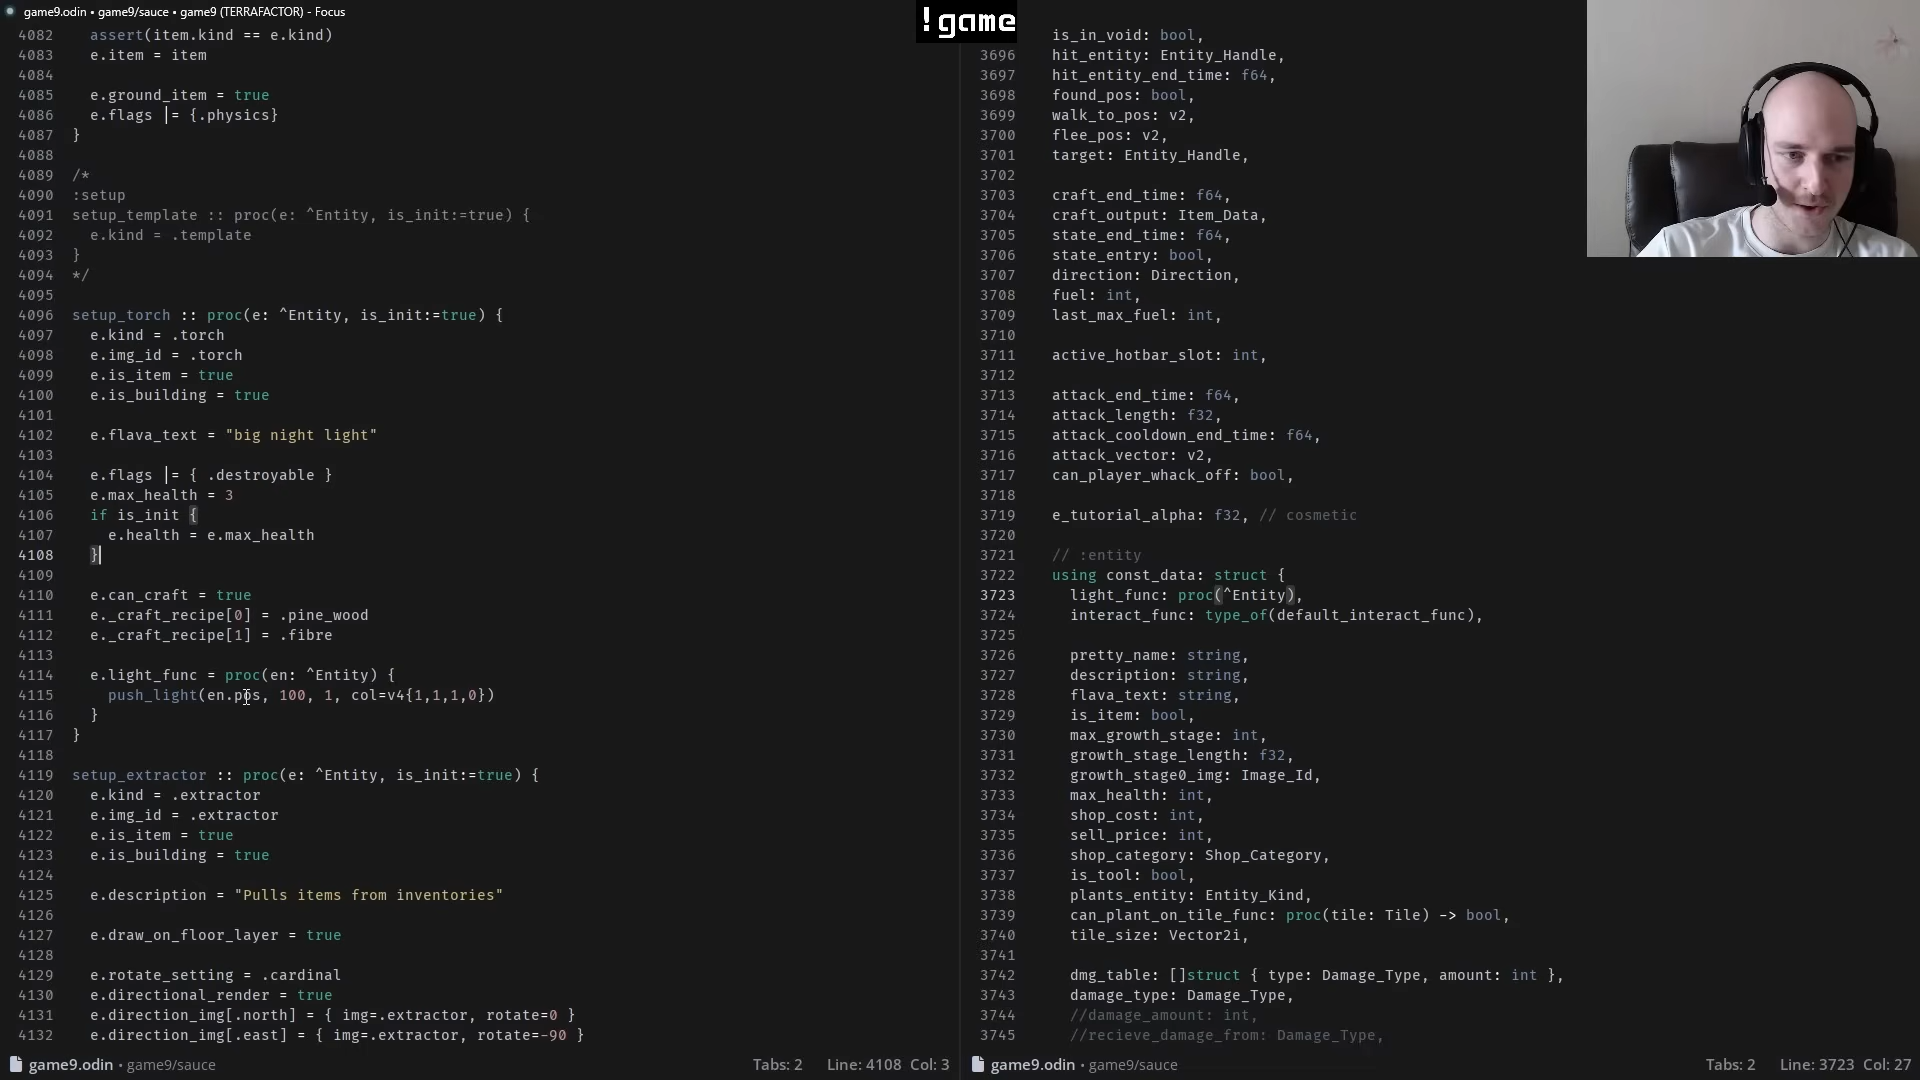 game9.odin • game9/sauce • game9 (TERRAFACTOR) - Focus
!game
4082 assert(item.kind == e.kind)
4083 e.item = item
4084
4085 e.ground_item = true
4086 e.flags |= {.physics}
4087 }
4088
4089 /*
4090 :setup
4091 setup_template :: proc(e: ^Entity, is_init:=true) {
4092 e.kind = .template
4093 }
4094 */
4095
4096 setup_torch :: proc(e: ^Entity, is_init:=true) {
4097 e.kind = .torch
4098 e.img_id = .torch
4099 e.is_item = true
4100 e.is_building = true
4101
4102 e.flava_text = "big night light"
4103
4104 e.flags |= { .destroyable }
4105 e.max_health = 3
4106 if is_init {
4107 e.health = e.max_health
4108 }
4109
4110 e.can_craft = true
4111 e._craft_recipe[0] = .pine_wood
4112 e._craft_recipe[1] = .fibre
4113
4114 e.light_func = proc(en: ^Entity) {
4115 push_light(en.pos, 100, 1, col=v4{1,1,1,0})
4116 }
4117 }
4118
4119 setup_extractor :: proc(e: ^Entity, is_init:=true) {
4120 e.kind = .extractor
4121 e.img_id = .extractor
4122 e.is_item = true
4123 e.is_building = true
4124
4125 e.description = "Pulls items from inventories"
4126
4127 e.draw_on_floor_layer = true
4128
4129 e.rotate_setting = .cardinal
4130 e.directional_render = true
4131 e.direction_img[.north] = { img=.extractor, rotate=0 }
4132 e.direction_img[.east] = { img=.extractor, rotate=-90 }
game9.odin • game9/sauce Tabs: 2 Line: 4108 Col: 3
is_in_void: bool,
3696 hit_entity: Entity_Handle,
3697 hit_entity_end_time: f64,
3698 found_pos: bool,
3699 walk_to_pos: v2,
3700 flee_pos: v2,
3701 target: Entity_Handle,
3702
3703 craft_end_time: f64,
3704 craft_output: Item_Data,
3705 state_end_time: f64,
3706 state_entry: bool,
3707 direction: Direction,
3708 fuel: int,
3709 last_max_fuel: int,
3710
3711 active_hotbar_slot: int,
3712
3713 attack_end_time: f64,
3714 attack_length: f32,
3715 attack_cooldown_end_time: f64,
3716 attack_vector: v2,
3717 can_player_whack_off: bool,
3718
3719 e_tutorial_alpha: f32, // cosmetic
3720
3721 // :entity
3722 using const_data: struct {
3723 light_func: proc(^Entity),
3724 interact_func: type_of(default_interact_func),
3725
3726 pretty_name: string,
3727 description: string,
3728 flava_text: string,
3729 is_item: bool,
3730 max_growth_stage: int,
3731 growth_stage_length: f32,
3732 growth_stage0_img: Image_Id,
3733 max_health: int,
3734 shop_cost: int,
3735 sell_price: int,
3736 shop_category: Shop_Category,
3737 is_tool: bool,
3738 plants_entity: Entity_Kind,
3739 can_plant_on_tile_func: proc(tile: Tile) -> bool,
3740 tile_size: Vector2i,
3741
3742 dmg_table: []struct { type: Damage_Type, amount: int },
3743 damage_type: Damage_Type,
3744 //damage_amount: int,
3745 //recieve_damage_from: Damage_Type,
game9.odin • game9/sauce Tabs: 2 Line: 3723 Col: 27